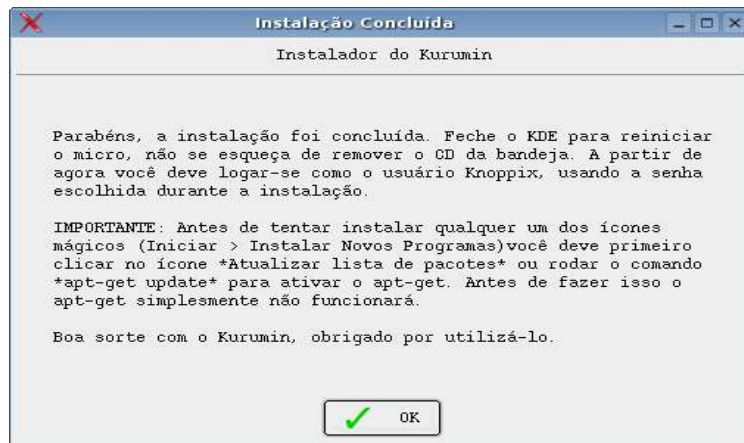 Instalação Concluída
Instalador do Kurumin
Parabéns, a instalação foi concluída. Feche o KDE para reiniciar
o micro, não se esqueça de remover o CD da bandeja. A partir de
agora você deve logar-se como o usuário Knoppix, usando a senha
escolhida durante a instalação.
IMPORTANTE: Antes de tentar instalar qualquer um dos ícones
mágicos (Iniciar > Instalar Novos Programas)você deve primeiro
clicar no ícone *Atualizar lista de pacotes* ou rodar o comando
*apt-get update* para ativar o apt-get. Antes de fazer isso o
apt-get simplesmente não funcionará.
Boa sorte com o Kurumin, obrigado por utilizá-lo.
OK